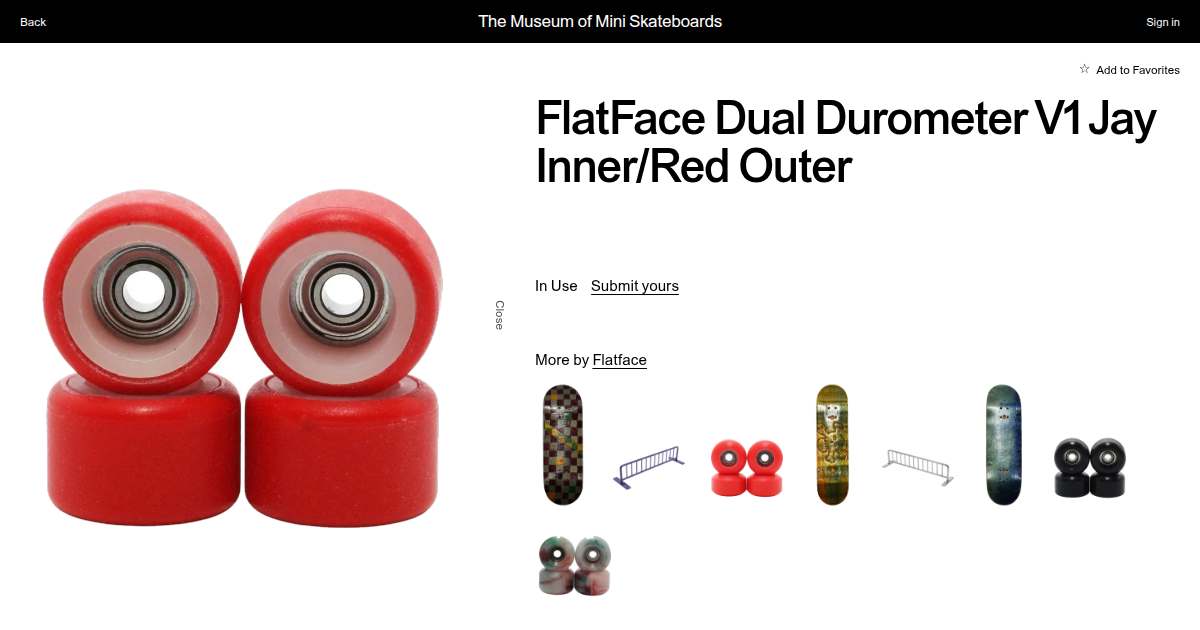 Back
The Museum of Mini Skateboards
Sign in
☆ Add to Favorites
FlatFace Dual Durometer V1 Jay
Inner/Red Outer
Close
In Use Submit yours
More by Flatface